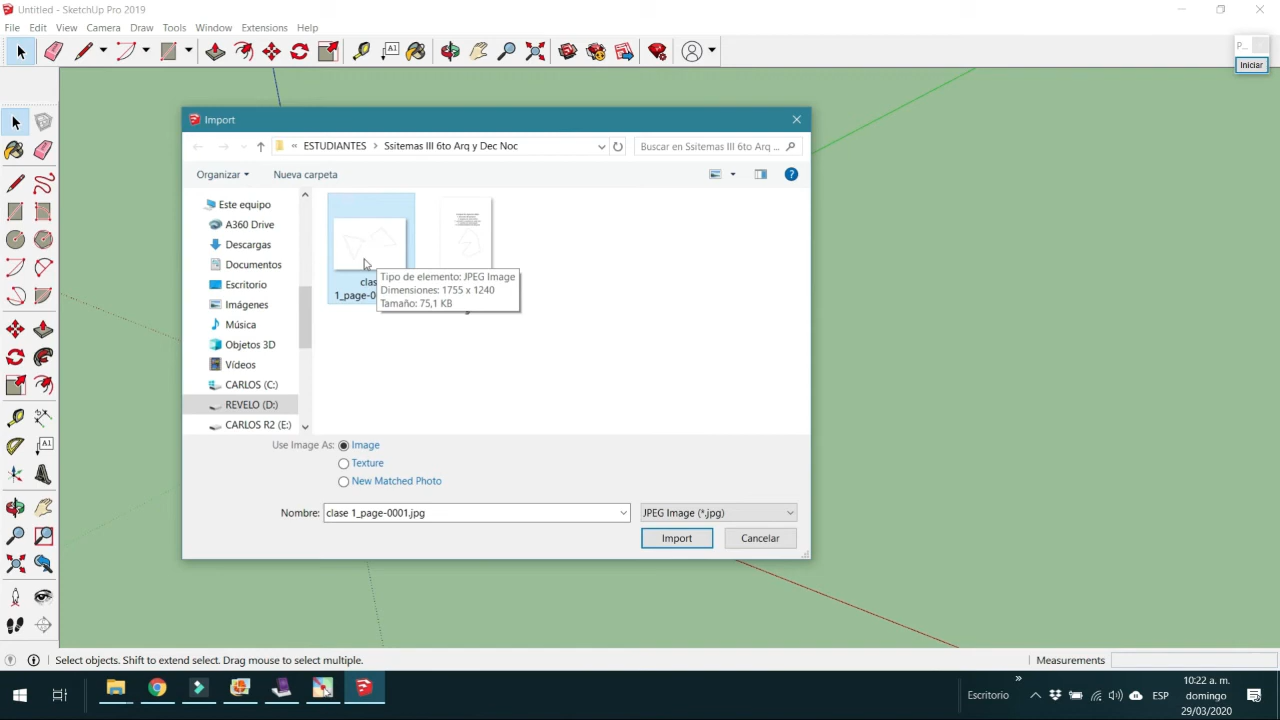 Untitled - SketchUp Pro 2019
File Edit View Camera Draw Tools Window Extensions Help
A1
P...
Iniciar
Import
« ESTUDIANTES > Ssitemas III 6to Arq y Dec Noc
Buscar en Ssitemas III 6to Arq ...
Organizar
Nueva carpeta
Este equipo
A360 Drive
Descargas
Documentos
Escritorio
Imágenes
Música
Objetos 3D
Vídeos
CARLOS (C:)
REVELO (D:)
CARLOS R2 (E:)
clas
1_page-0
Tipo de elemento: JPEG Image
Dimensiones: 1755 x 1240
Tamaño: 75,1 KB
Use Image As: Image
Texture
New Matched Photo
Nombre: clase 1_page-0001.jpg
JPEG Image (*.jpg)
Import
Cancelar
A1
Select objects. Shift to extend select. Drag mouse to select multiple.
Measurements
Escritorio
ESP
10:22 a. m.
domingo
29/03/2020